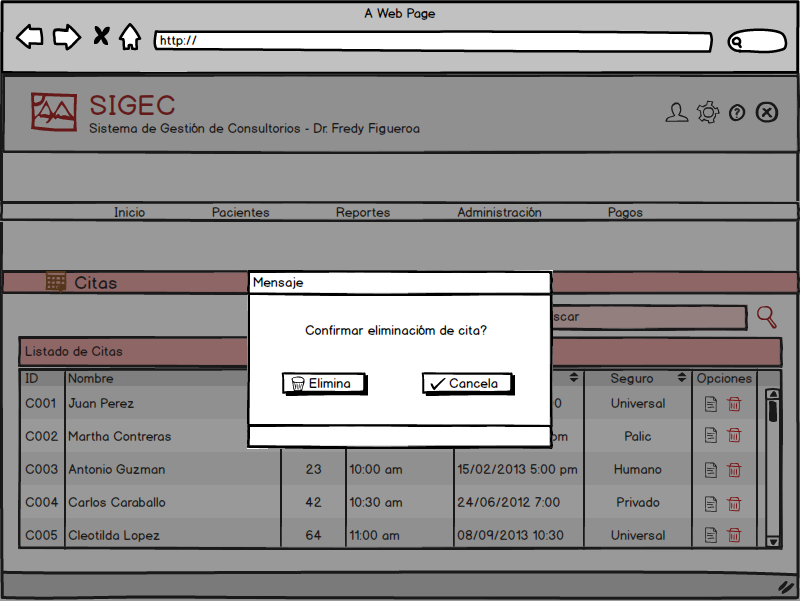 A Web Page
http://
SIGEC
Sistema de Gestión de Consultorios - Dr. Fredy Figueroa
Inicio Pacientes Reportes Administración Pagos
Citas
Mensaje
scar
Confirmar eliminacióm de cita?
Listado de Citas
Elimina Cancela
ID Nombre Seguro Opciones
C001 Juan Perez 0 Universal
C002 Martha Contreras om Palic
C003 Antonio Guzman 23 10:00 am 15/02/2013 5:00 pm Humano
C004 Carlos Caraballo 42 10:30 am 24/06/2012 7:00 Privado
C005 Cleotilda Lopez 64 11:00 am 08/09/2013 10:30 Universal